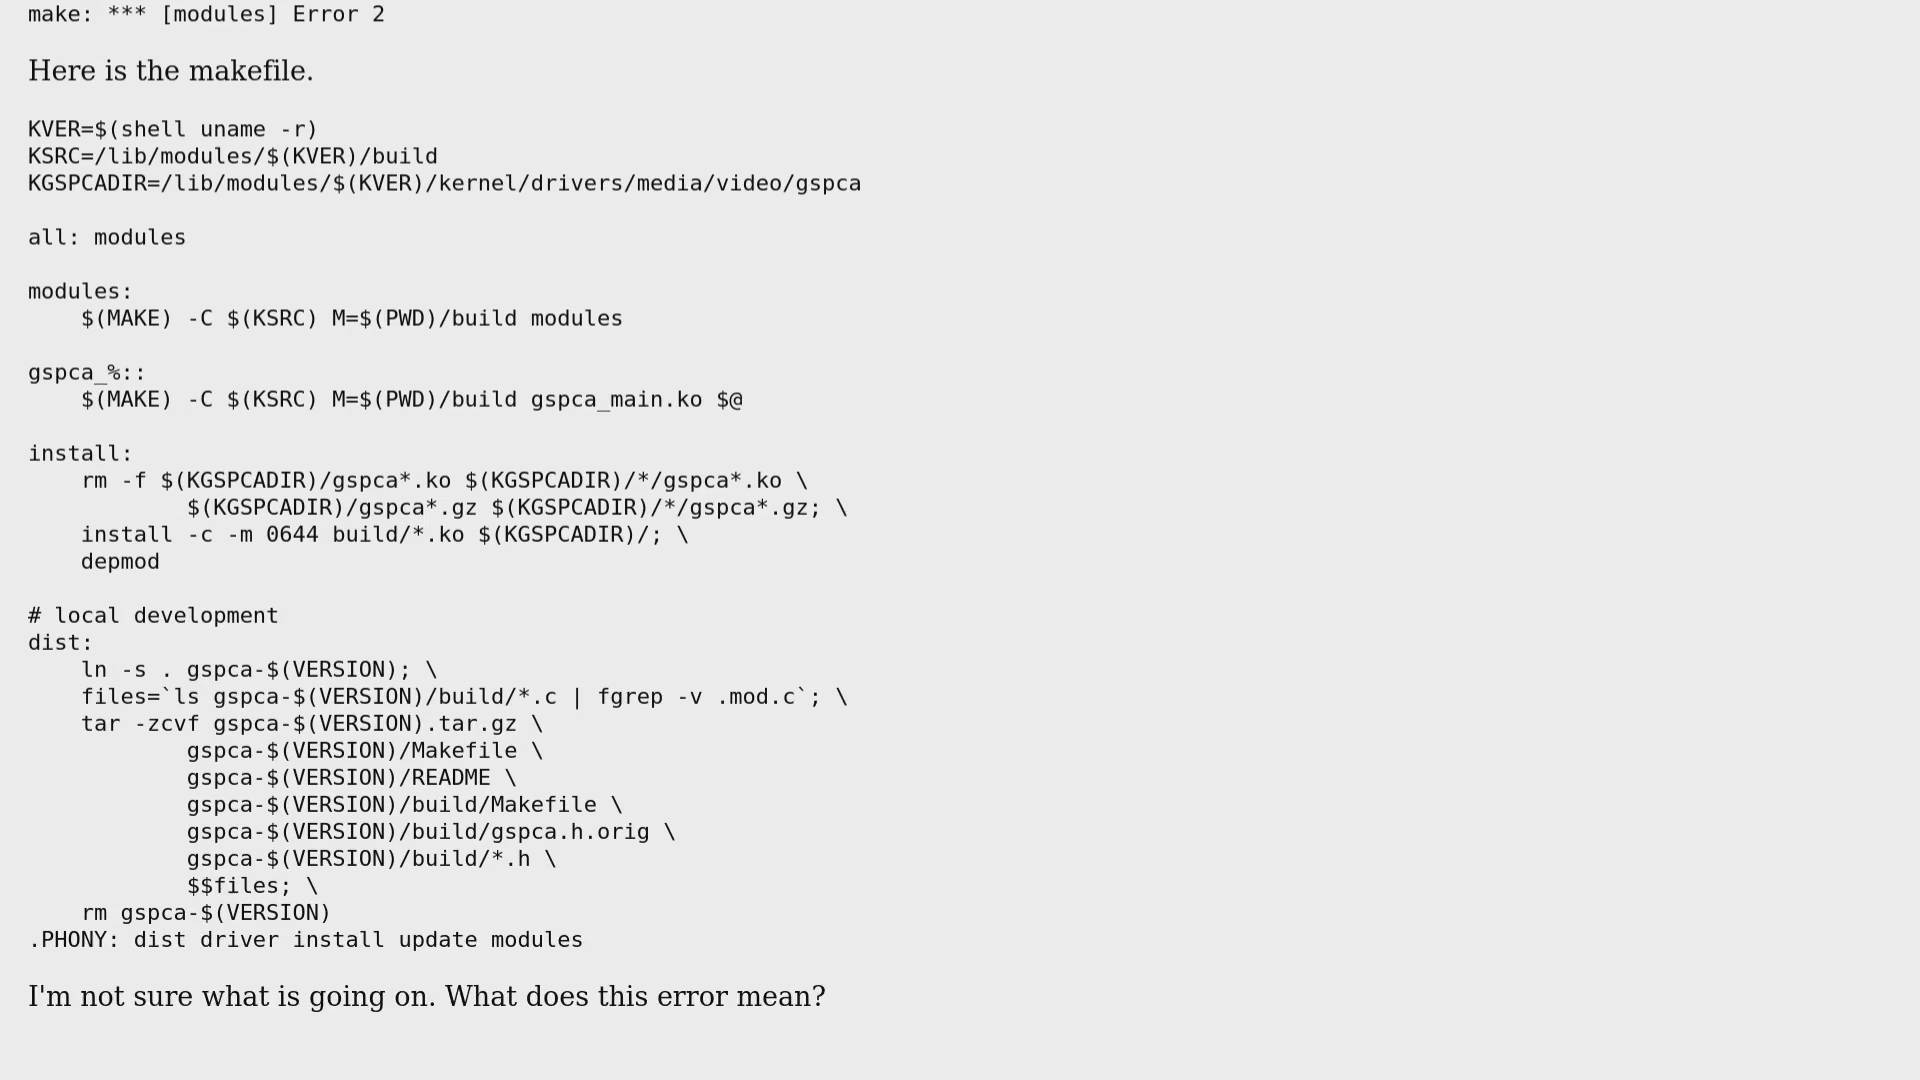 make: *** [modules] Error 2
Here is the makefile.
KVER=$(shell uname -r)
KSRC=/lib/modules/$(KVER)/build
KGSPCADIR=/lib/modules/$(KVER)/kernel/drivers/media/video/gspca
all: modules
modules:
    $(MAKE) -C $(KSRC) M=$(PWD)/build modules
gspca_%::
    $(MAKE) -C $(KSRC) M=$(PWD)/build gspca_main.ko $@
install:
    rm -f $(KGSPCADIR)/gspca*.ko $(KGSPCADIR)/*/gspca*.ko \
            $(KGSPCADIR)/gspca*.gz $(KGSPCADIR)/*/gspca*.gz; \
    install -c -m 0644 build/*.ko $(KGSPCADIR)/; \
    depmod
# local development
dist:
    ln -s . gspca-$(VERSION); \
    files=`ls gspca-$(VERSION)/build/*.c | fgrep -v .mod.c`; \
    tar -zcvf gspca-$(VERSION).tar.gz \
            gspca-$(VERSION)/Makefile \
            gspca-$(VERSION)/README \
            gspca-$(VERSION)/build/Makefile \
            gspca-$(VERSION)/build/gspca.h.orig \
            gspca-$(VERSION)/build/*.h \
            $$files; \
    rm gspca-$(VERSION)
.PHONY: dist driver install update modules
I'm not sure what is going on. What does this error mean?